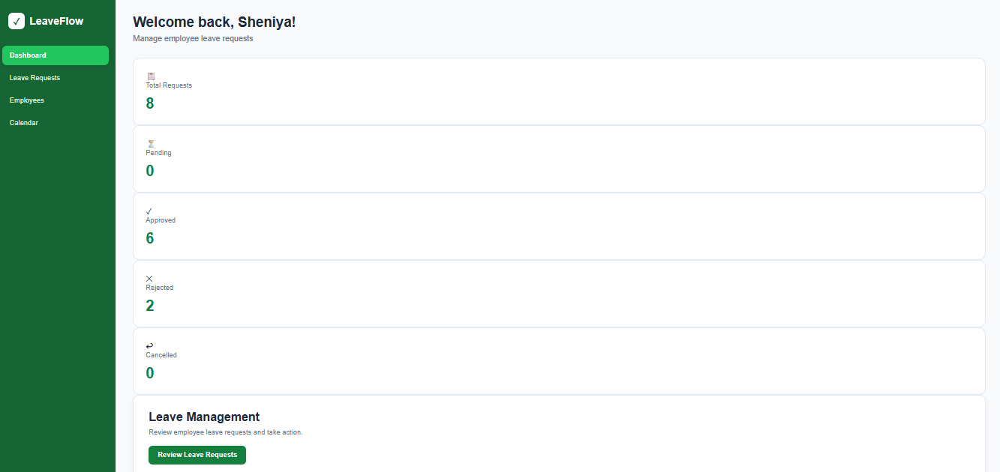 LeaveFlow
Dashboard
Leave Requests
Employees
Calendar
Welcome back, Sheniya!
Manage employee leave requests
Total Requests
8
Pending
0
Approved
6
Rejected
2
Cancelled
0
Leave Management
Review employee leave requests and take action.
Review Leave Requests